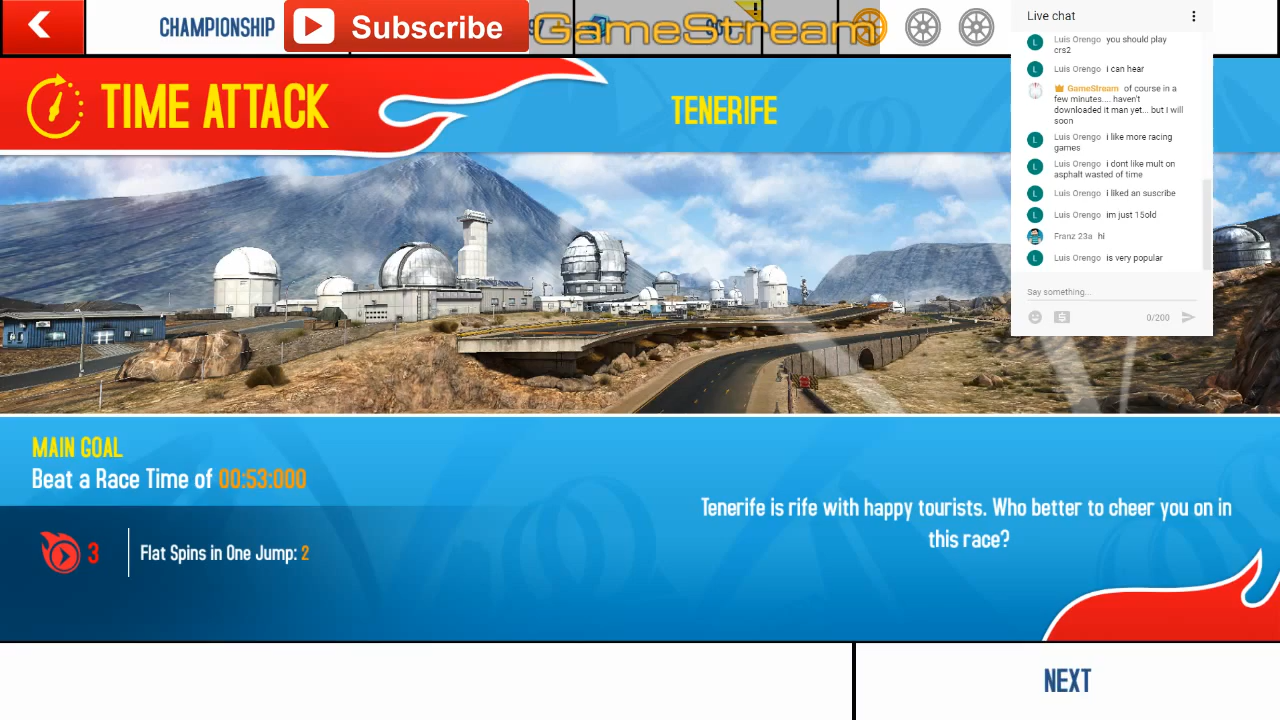 CHAMPIONSHIP
Subscribe
GameStream
TIME ATTACK
TENERIFE
Live chat
Luis Orengo you should play
crs2
Luis Orengo i can hear
GameStream of course in a
few minutes.... haven't
downloaded it man yet... but I will
soon
Luis Orengo i like more racing
games
Luis Orengo i dont like mult on
asphalt wasted of time
Luis Orengo i liked an suscribe
Luis Orengo im just 15old
Franz 23a hi
Luis Orengo is very popular
Say something...
0/200
MAIN GOAL
Beat a Race Time of 00:53:000
3 Flat Spins in One Jump: 2
Tenerife is rife with happy tourists. Who better to cheer you on in
this race?
NEXT